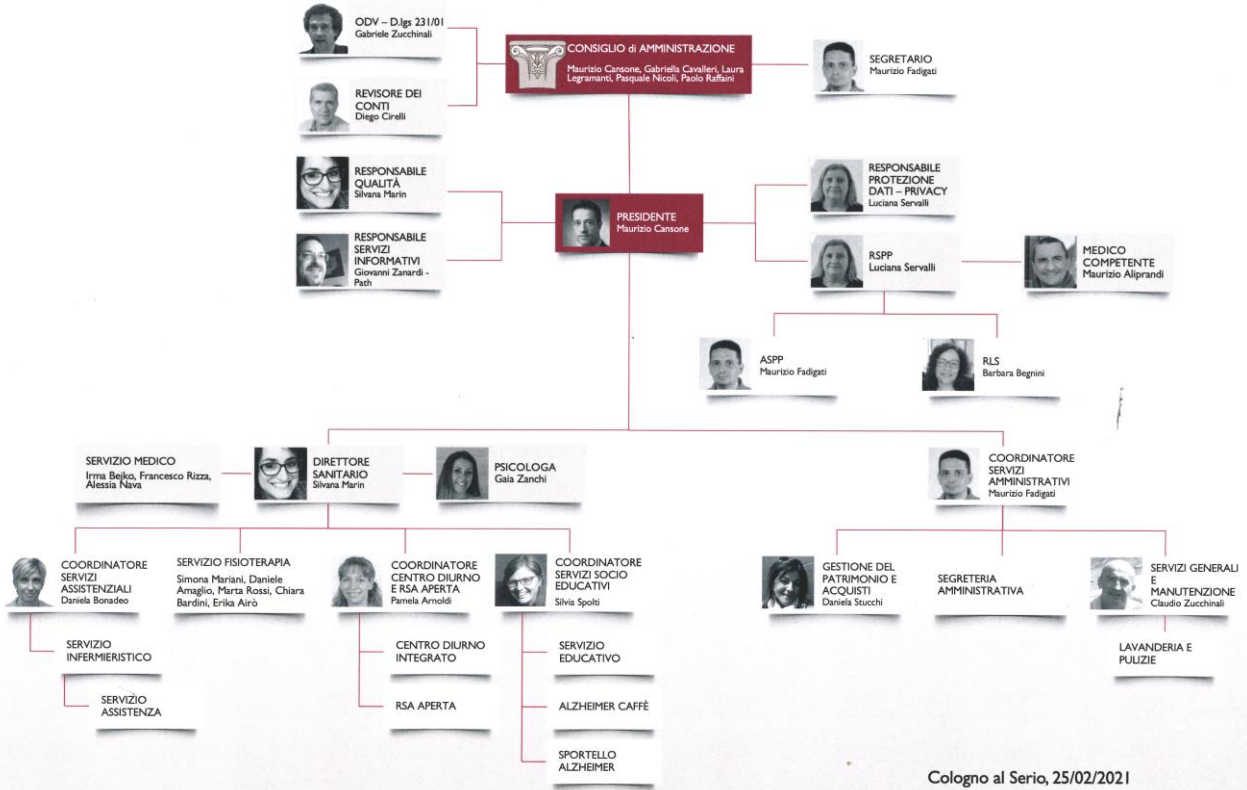 ODV – D.lgs 231/01
Gabriele Zucchinali
CONSIGLIO di AMMINISTRAZIONE
Maurizio Cansone, Gabriella Cavalleri, Laura
Legramanti, Pasquale Nicoli, Paolo Raffaini
SEGRETARIO
Maurizio Fadigati
REVISORE DEI
CONTI
Diego Cirelli
RESPONSABILE
QUALITÀ
Silvana Marin
RESPONSABILE
PROTEZIONE
DATI – PRIVACY
Luciana Servalli
PRESIDENTE
Maurizio Cansone
RESPONSABILE
SERVIZI
INFORMATIVI
Giovanni Zanardi -
Path
RSPP
Luciana Servalli
MEDICO
COMPETENTE
Maurizio Aliprandi
ASPP
Maurizio Fadigati
RLS
Barbara Begnini
SERVIZIO MEDICO
Irma Bejko, Francesco Rizza,
Alessia Nava
DIRETTORE
SANITARIO
Silvana Marin
PSICOLOGA
Gaia Zanchi
COORDINATORE
SERVIZI
AMMINISTRATIVI
Maurizio Fadigati
COORDINATORE
SERVIZI
ASSISTENZIALI
Daniela Bonadeo
SERVIZIO FISIOTERAPIA
Simona Mariani, Daniele
Amaglio, Marta Rossi, Chiara
Bardini, Erika Airò
COORDINATORE
CENTRO DIURNO
E RSA APERTA
Pamela Arnoldi
COORDINATORE
SERVIZI SOCIO
EDUCATIVI
Silvia Spolti
GESTIONE DEL
PATRIMONIO E
ACQUISTI
Daniela Stucchi
SEGRETERIA
AMMINISTRATIVA
SERVIZI GENERALI
E
MANUTENZIONE
Claudio Zucchinali
SERVIZIO
INFERMIERISTICO
CENTRO DIURNO
INTEGRATO
SERVIZIO
EDUCATIVO
LAVANDERIA E
PULIZIE
SERVIZIO
ASSISTENZA
RSA APERTA
ALZHEIMER CAFFÈ
SPORTELLO
ALZHEIMER
Cologno al Serio, 25/02/2021